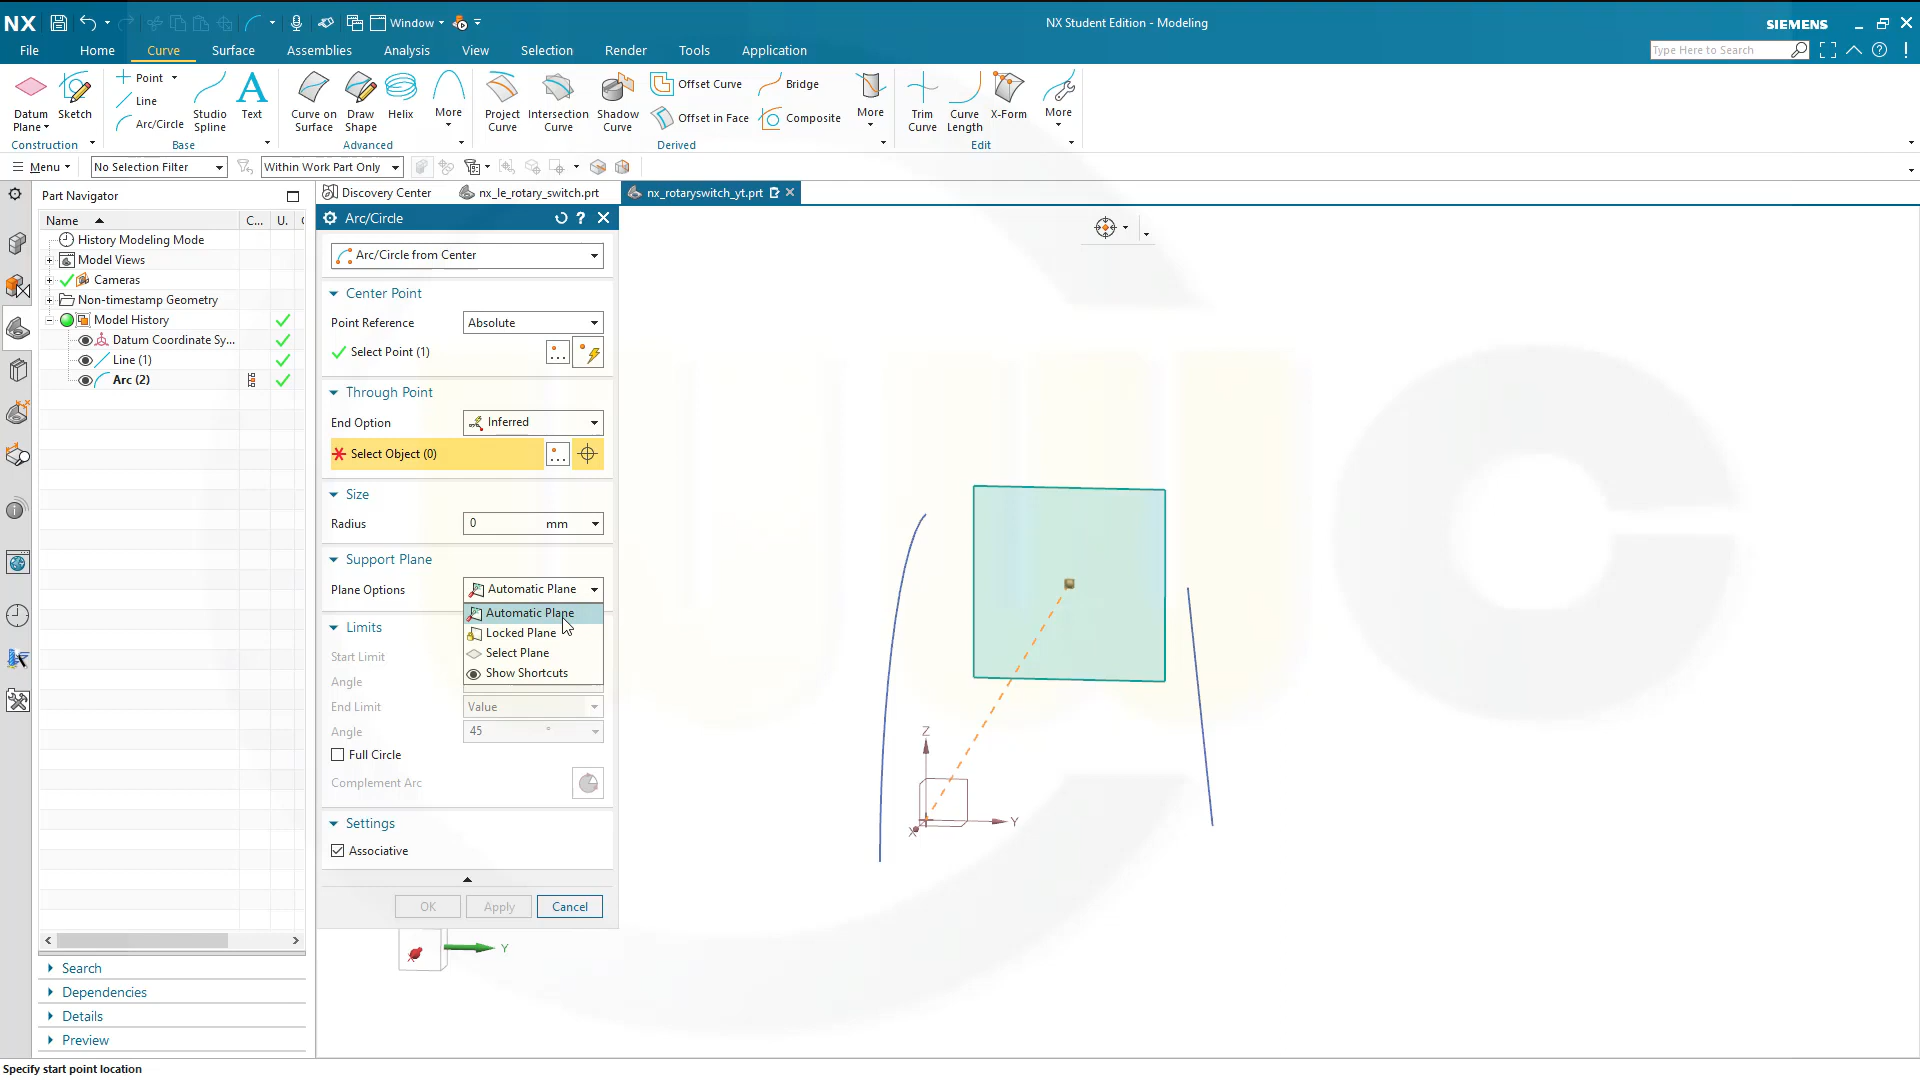 NX
Window
NX Student Edition - Modeling
SIEMENS
File
Home
Curve
Surface
Assemblies
Analysis
View
Selection
Render
Tools
Application
Type Here to Search
Datum
Plane
Sketch
Point
Line
Arc/Circle
Studio
Spline
Text
Curve on
Surface
Draw
Shape
Helix
More
Project
Curve
Intersection
Curve
Shadow
Curve
Offset Curve
Offset in Face
Bridge
Composite
More
Trim
Curve
Curve
Length
X-Form
More
Construction
Base
Advanced
Derived
Edit
Menu
No Selection Filter
Within Work Part Only
Part Navigator
Discovery Center
nx_le_rotary_switch.prt
nx_rotaryswitch_yt.prt
Name
C...
U.
History Modeling Mode
Model Views
Cameras
Non-timestamp Geometry
Model History
Datum Coordinate Sy...
Line (1)
Arc (2)
Search
Dependencies
Details
Preview
Arc/Circle
Arc/Circle from Center
Center Point
Point Reference
Absolute
Select Point (1)
Through Point
End Option
Inferred
Select Object (0)
Size
Radius
0
mm
Support Plane
Plane Options
Automatic Plane
Automatic Plane
Locked Plane
Select Plane
Show Shortcuts
Limits
Start Limit
Angle
End Limit
Value
Angle
45 °
Full Circle
Complement Arc
Settings
Associative
OK
Apply
Cancel
Z
Y
X
Y
Specify start point location